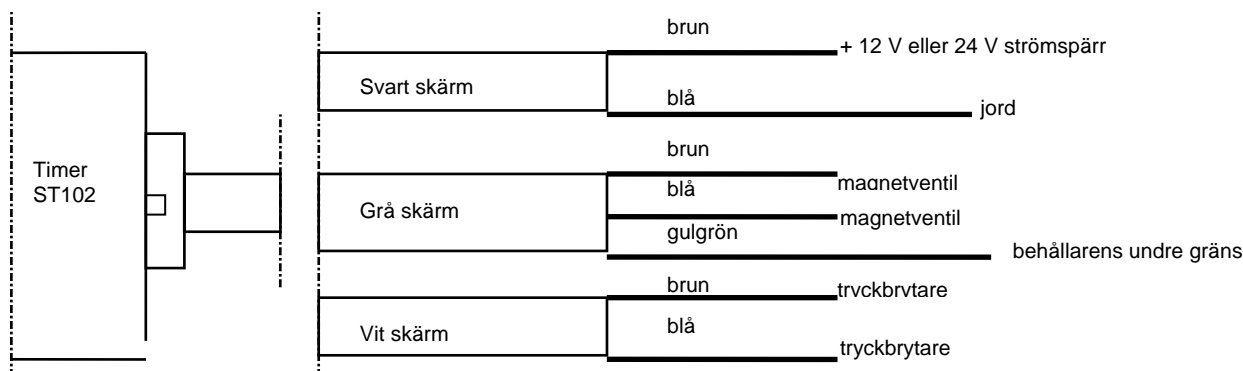 brun
+ 12 V eller 24 V strömspärr
Svart skärm
blå
jord
Timer
ST102
brun
magnetventil
blå
Grå skärm
magnetventil
gulgrön
behållarens undre gräns
brun
tryckbrytare
Vit skärm
blå
tryckbrytare